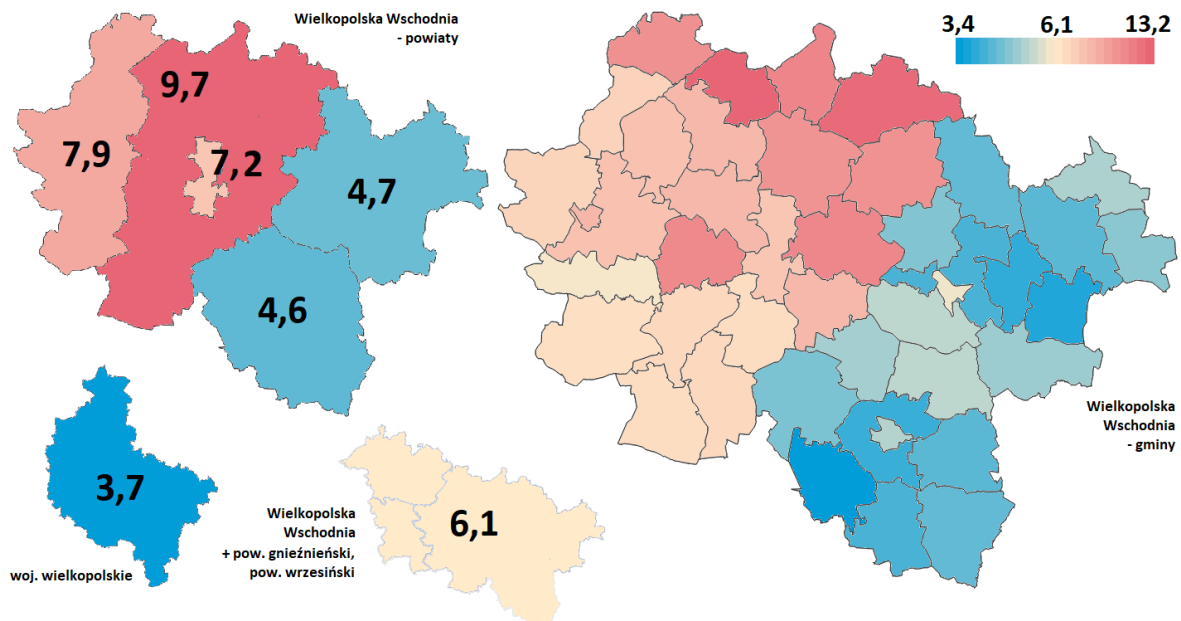 Wielkopolska Wschodnia
- powiaty
9,7
7,9
7,2
4,7
4,6
3,7
woj. wielkopolskie
Wielkopolska
Wschodnia
+ pow. gnieźnieński,
pow. wrzesiński
6,1
3,4
6,1
13,2
Wielkopolska
Wschodnia
- gminy